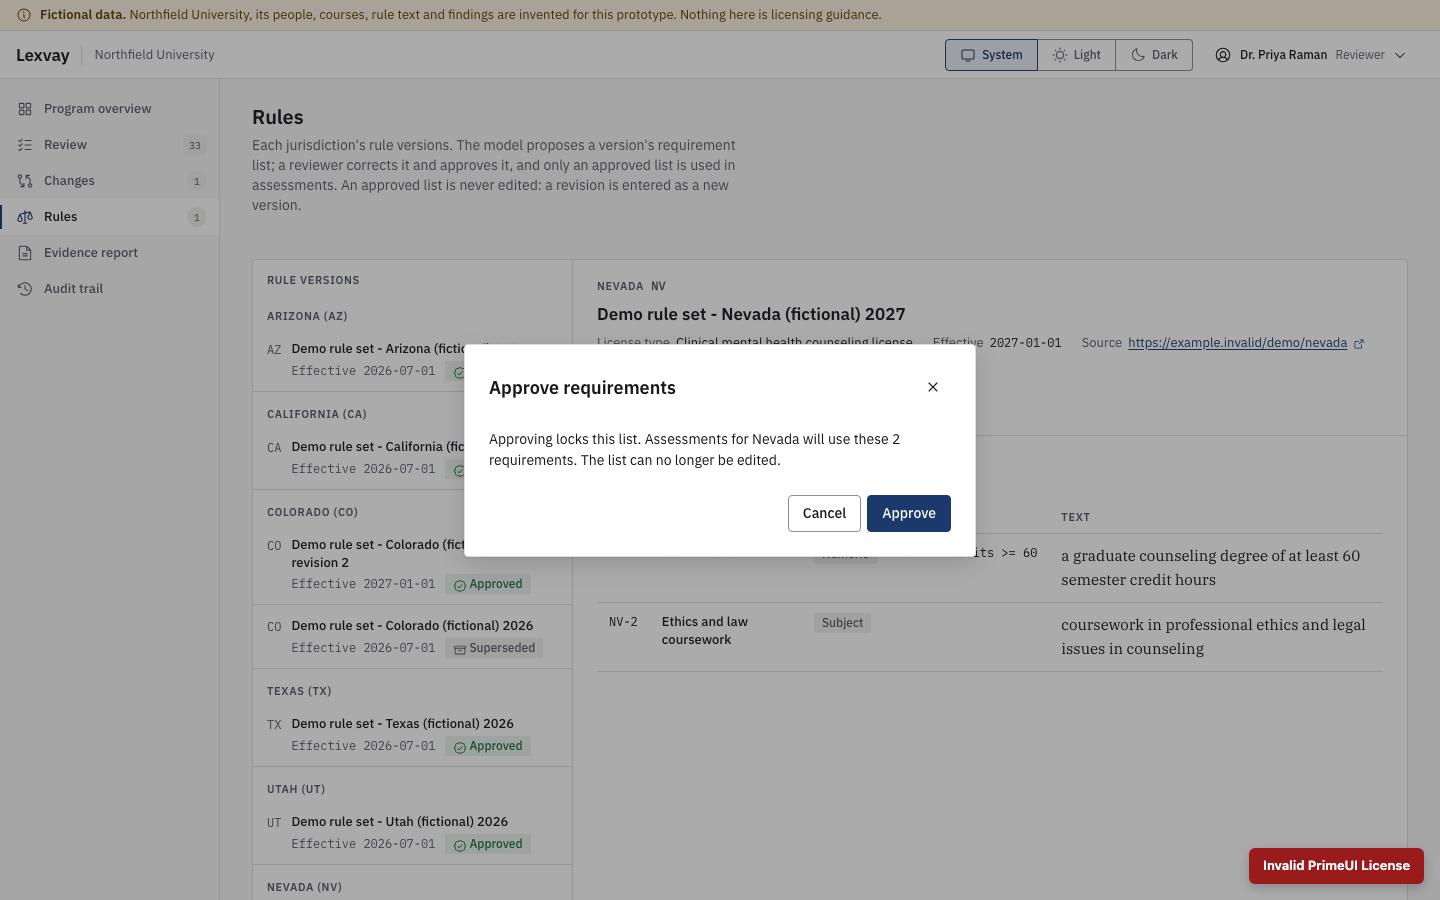 Fictional data. Northfield University, its people, courses, rule text and findings are invented for this prototype. Nothing here is licensing guidance.
Lexvay
Northfield University
System
Light
Dark
Dr. Priya Raman Reviewer
Program overview
Review 33
Changes 1
Rules 1
Evidence report
Audit trail
Rules
Each jurisdiction's rule versions. The model proposes a version's requirement
list; a reviewer corrects it and approves it, and only an approved list is used in
assessments. An approved list is never edited: a revision is entered as a new
version.
RULE VERSIONS
ARIZONA (AZ)
AZ Demo rule set - Arizona
Effective 2026-07-01
CALIFORNIA (CA)
CA Demo rule set - California
Effective 2026-07-01
COLORADO (CO)
CO Demo rule set - Colorado
revision 2
Effective 2027-01-01 Approved
CO Demo rule set - Colorado (fictional) 2026
Effective 2026-07-01 Superseded
TEXAS (TX)
TX Demo rule set - Texas (fictional) 2026
Effective 2026-07-01 Approved
UTAH (UT)
UT Demo rule set - Utah (fictional) 2026
Effective 2026-07-01 Approved
NEVADA (NV)
NEVADA NV
Demo rule set - Nevada (fictional) 2027
License type Clinical mental health counseling license Effective 2027-01-01 Source https://example.invalid/demo/nevada
TEXT
its >= 60
a graduate counseling degree of at least 60
semester credit hours
NV-2
Ethics and law
coursework
Subject
coursework in professional ethics and legal
issues in counseling
Approve requirements
Approving locks this list. Assessments for Nevada will use these 2
requirements. The list can no longer be edited.
Cancel
Approve
Invalid PrimeUI License